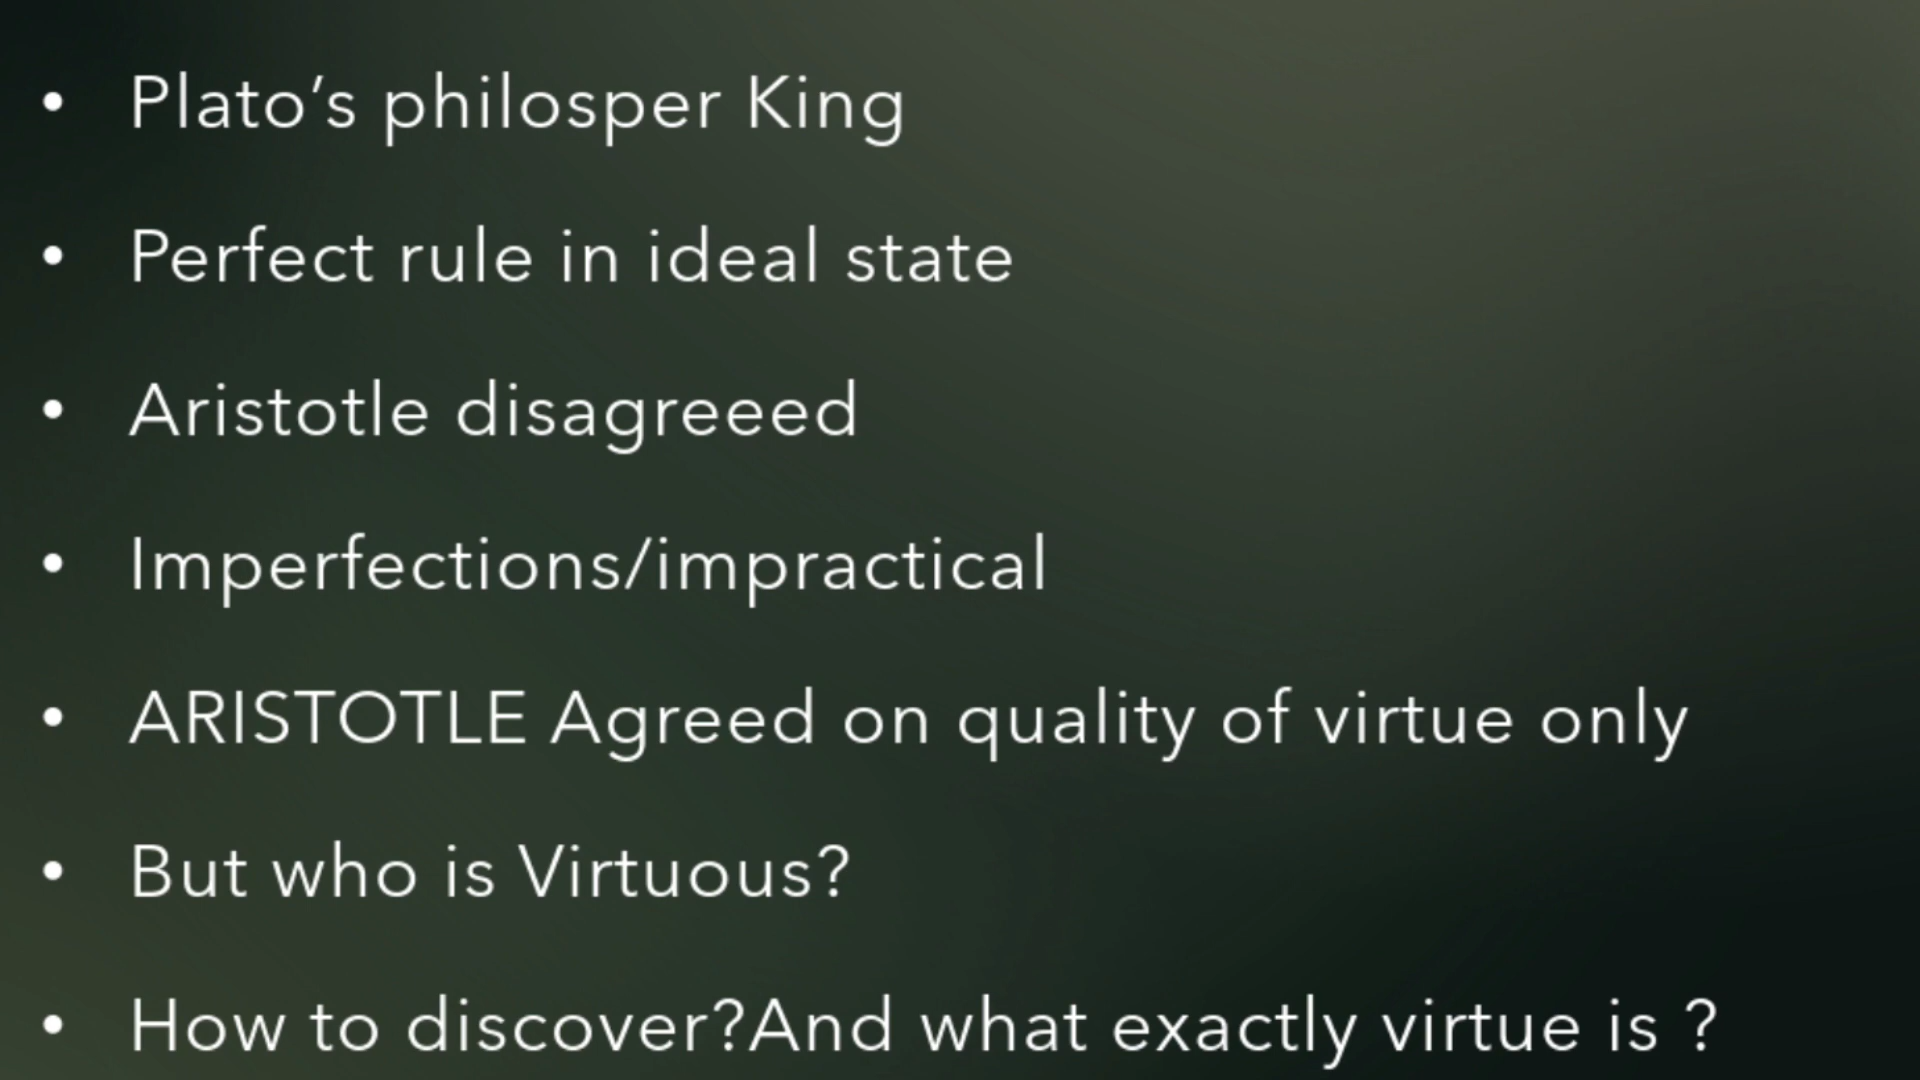 • Plato’s philosper King
• Perfect rule in ideal state
• Aristotle disagreeed
• Imperfections/impractical
• ARISTOTLE Agreed on quality of virtue only
• But who is Virtuous?
• How to discover?And what exactly virtue is ?